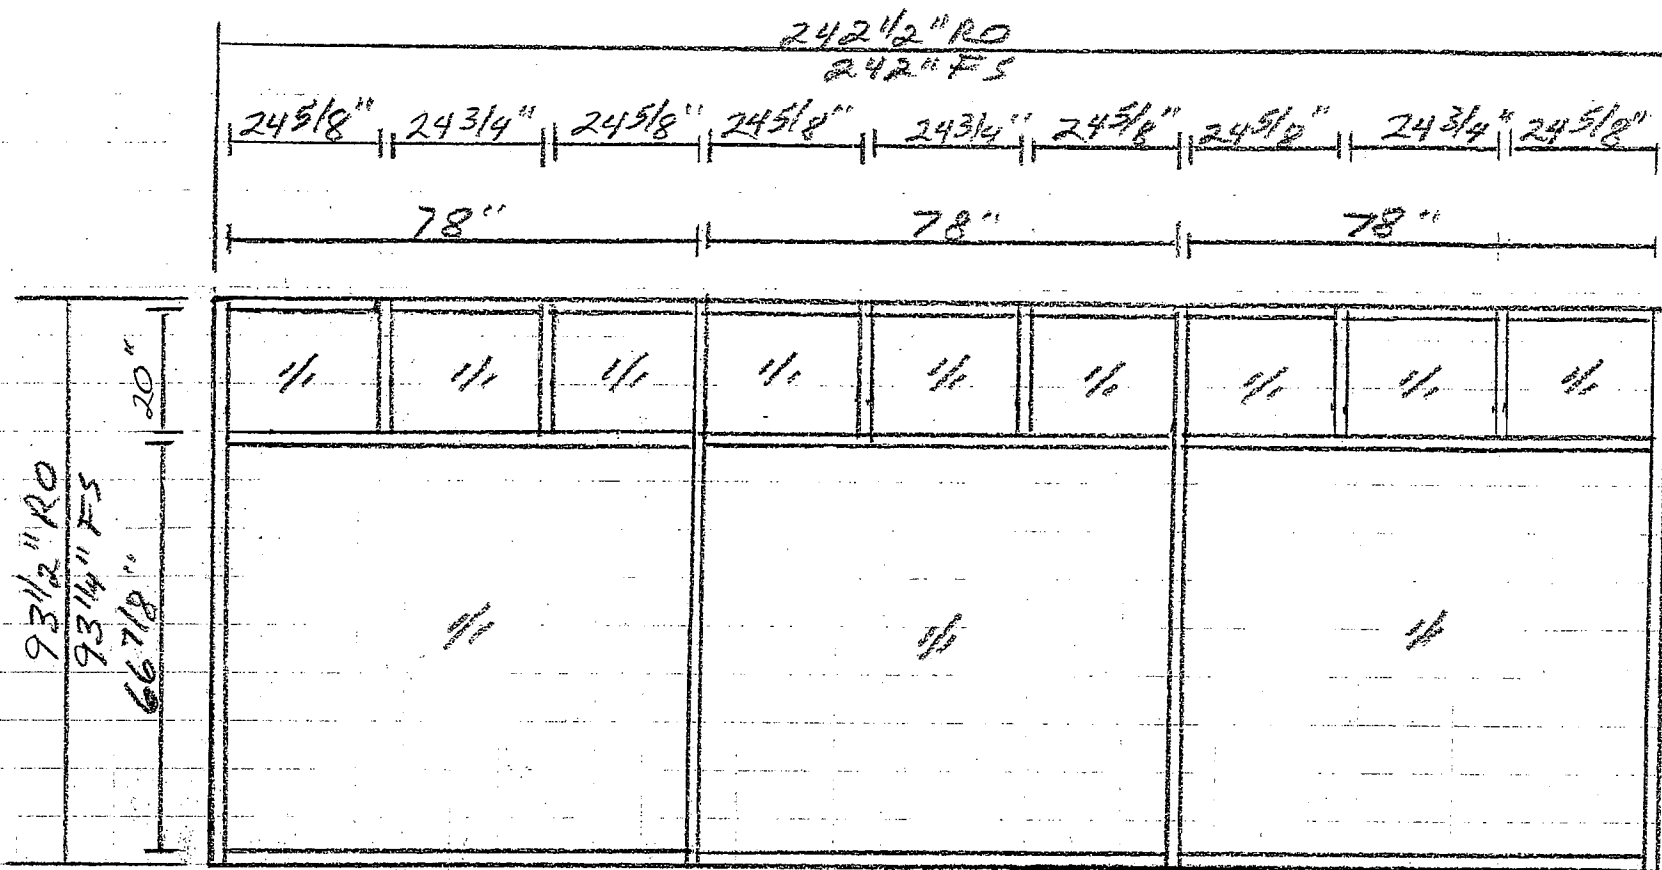 242 1/2" RO
242" FS
24 5/8" 24 3/4" 24 5/8" 24 5/8" 24 3/4" 24 5/8" 24 5/8" 24 3/4" 24 5/8"
78" 78" 78"
20"
93 1/2" RO
93 1/4" FS
66 7/8"